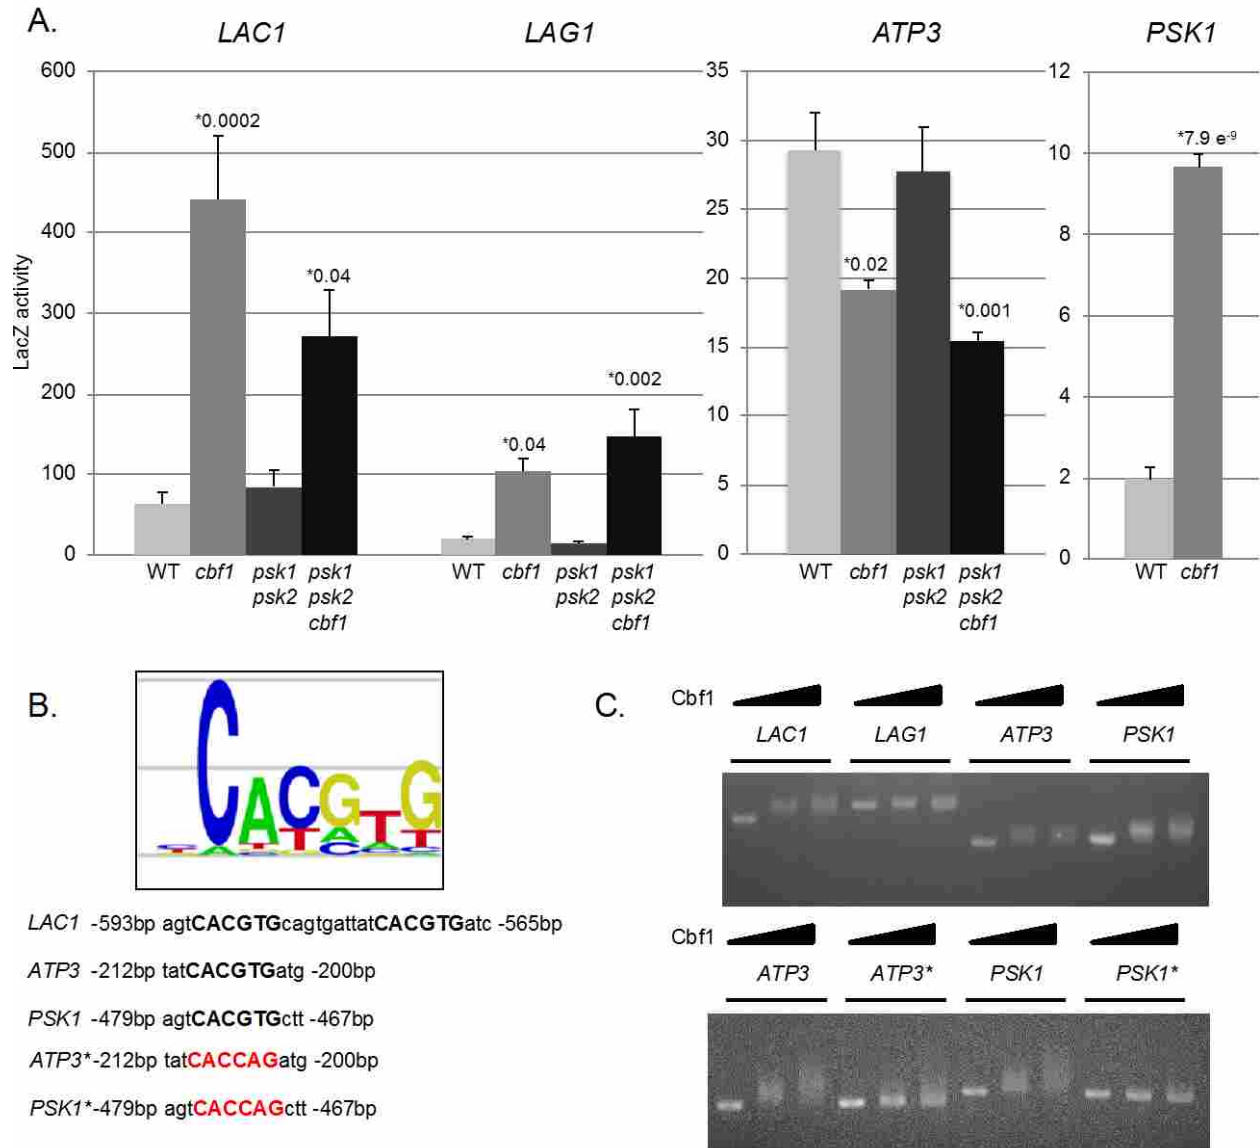 A.
LAC1 LAG1 ATP3 PSK1
LacZ activity
600
500
400
300
200
100
0
*0.0002
*0.04
*0.04
*0.002
WT cbf1 psk1 psk2 psk1 psk2 cbf1
WT cbf1 psk1 psk2 psk1 psk2 cbf1
35
30
25
20
15
10
5
0
*0.02
*0.001
WT cbf1 psk1 psk2 psk1 psk2 cbf1
12
10
8
6
4
2
0
*7.9 e-9
WT cbf1
B.
CACGTG
LAC1 -593bp agtCACGTGcagtgattatCACGTGatc -565bp
ATP3 -212bp tatCACGTGatg -200bp
PSK1 -479bp agtCACGTGctt -467bp
ATP3*-212bp tatCACCAGatg -200bp
PSK1*-479bp agtCACCAGctt -467bp
C.
Cbf1
LAC1 LAG1 ATP3 PSK1
Cbf1
ATP3 ATP3* PSK1 PSK1*